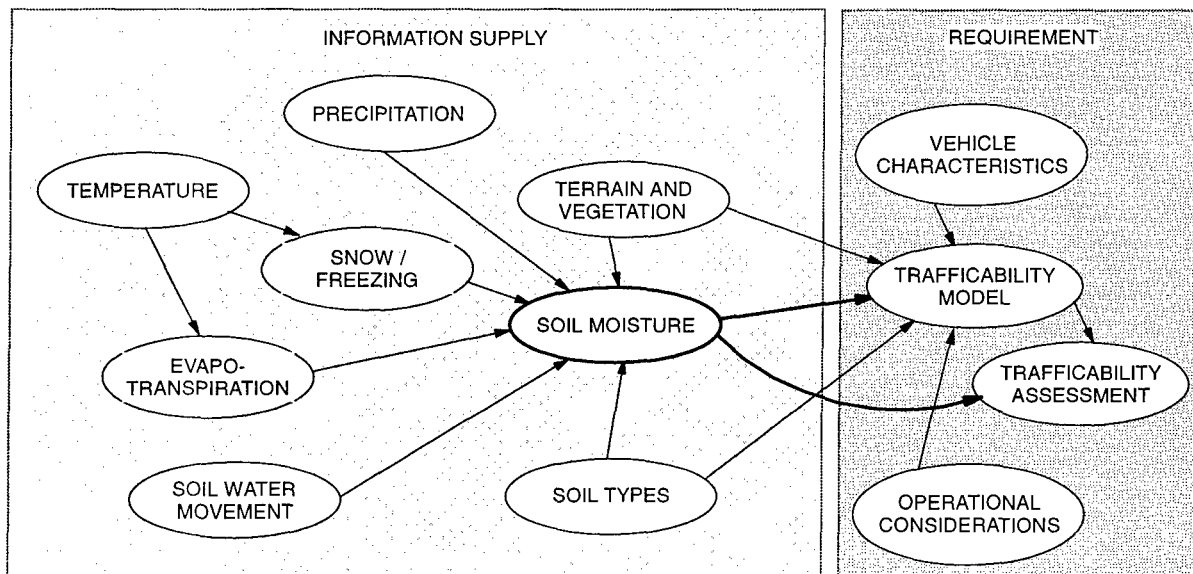 INFORMATION SUPPLY
PRECIPITATION
TEMPERATURE
TERRAIN AND
VEGETATION
SNOW /
FREEZING
SOIL MOISTURE
EVAPO-
TRANSPIRATION
SOIL WATER
MOVEMENT
SOIL TYPES
REQUIREMENT
VEHICLE
CHARACTERISTICS
TRAFFICABILITY
MODEL
TRAFFICABILITY
ASSESSMENT
OPERATIONAL
CONSIDERATIONS